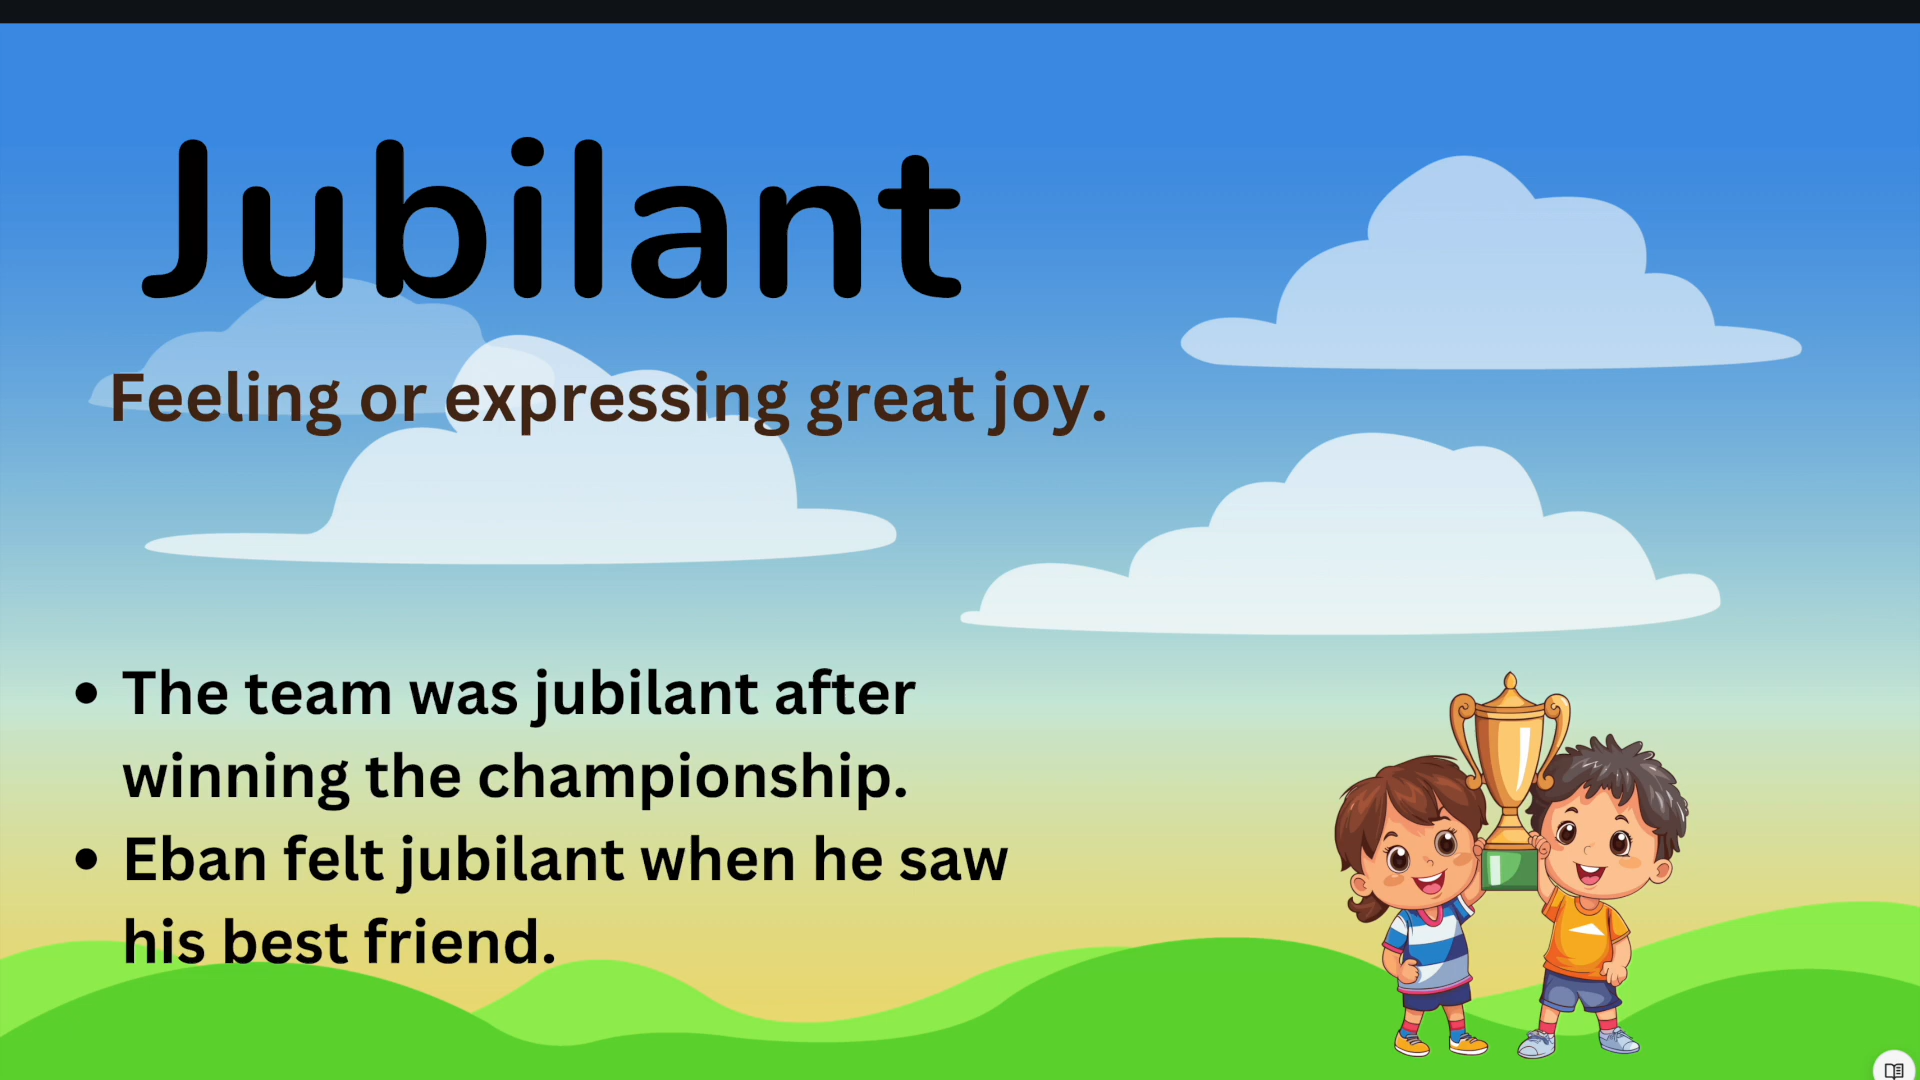 Jubilant
Feeling or expressing great joy.
• The team was jubilant after
winning the championship.
• Eban felt jubilant when he saw
his best friend.